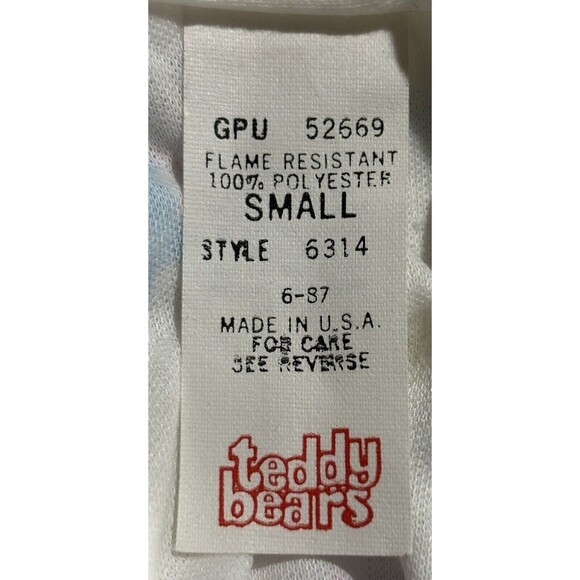 GPU 52669
FLAME RESISTANT
100% POLYESTER
SMALL
STYLE 6314
6-87
MADE IN U.S.A.
FOR CARE
SEE REVERSE
teddy
bears